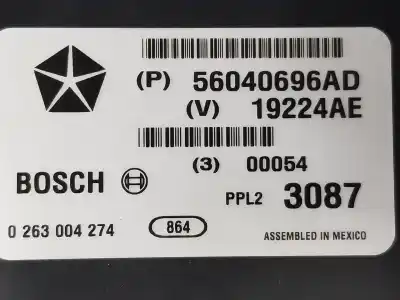 (P) 56040696AD
(V) 19224AE
(3) 00054
BOSCH
PPL2 3087
0 263 004 274
864
ASSEMBLED IN MEXICO